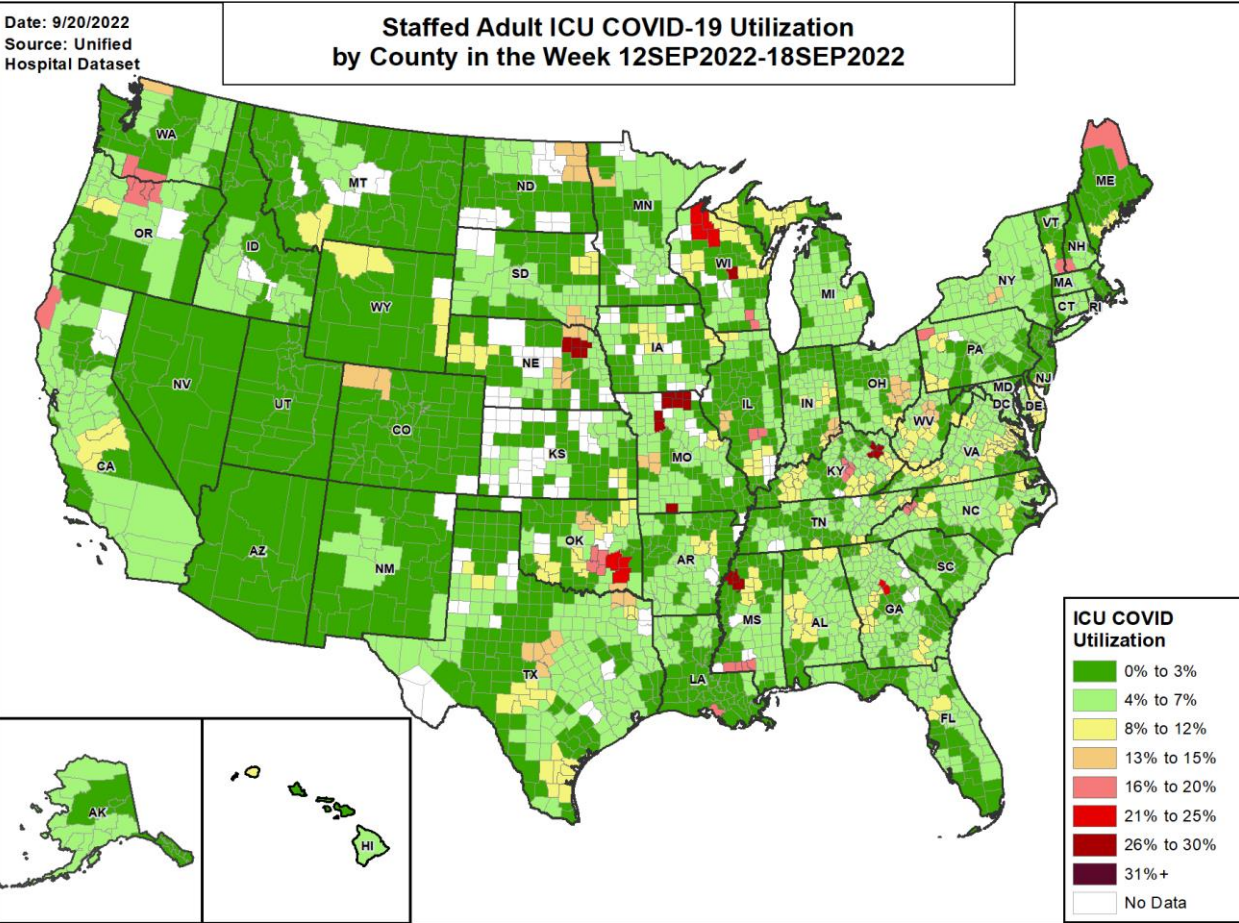 Date: 9/20/2022
Source: Unified
Hospital Dataset
Staffed Adult ICU COVID-19 Utilization
by County in the Week 12SEP2022-18SEP2022
WA
MT
ND
MN
ME
OR
ID
SD
WI
MI
VT
NH
NY
MA
CT
RI
WY
IA
NE
PA
NJ
NV
UT
CO
IL
IN
OH
MD
DC
DE
WV
VA
CA
KS
MO
KY
AZ
NM
OK
AR
TN
NC
SC
MS
AL
GA
TX
LA
FL
AK
HI
ICU COVID
Utilization
0% to 3%
4% to 7%
8% to 12%
13% to 15%
16% to 20%
21% to 25%
26% to 30%
31%+
No Data